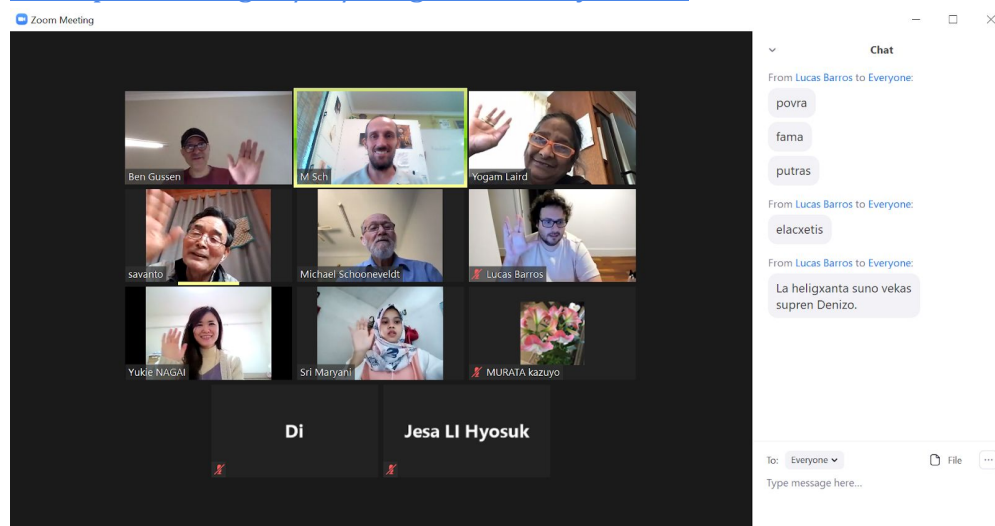 Zoom Meeting
Ben Gussen
M Sch
Yogam Laird
savanto
Michael Schooneveldt
Lucas Barros
Yukie NAGAI
Sri Maryani
MURATA kazuyo
Di
Jesa LI Hyosuk
Chat
From Lucas Barros to Everyone:
povra
fama
putras
From Lucas Barros to Everyone:
elacxetis
From Lucas Barros to Everyone:
La heligxanta suno vekas
supren Denizo.
To: Everyone
File
Type message here...